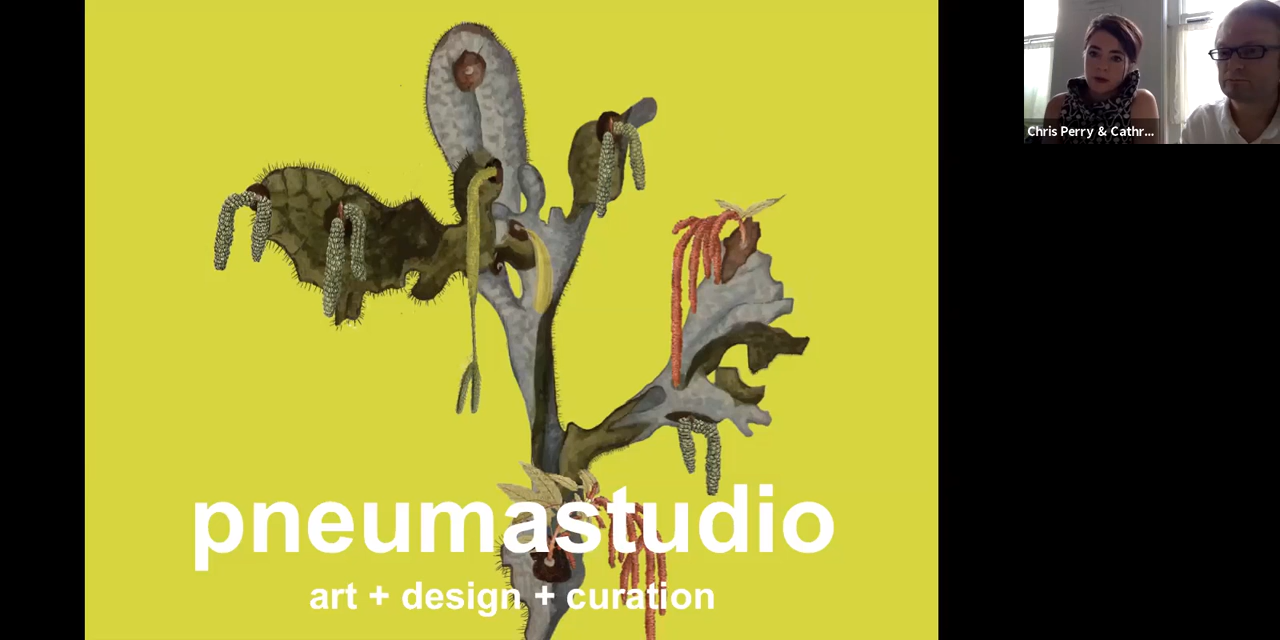 pneumastudio
art + design + curation
Chris Perry & Cathr...